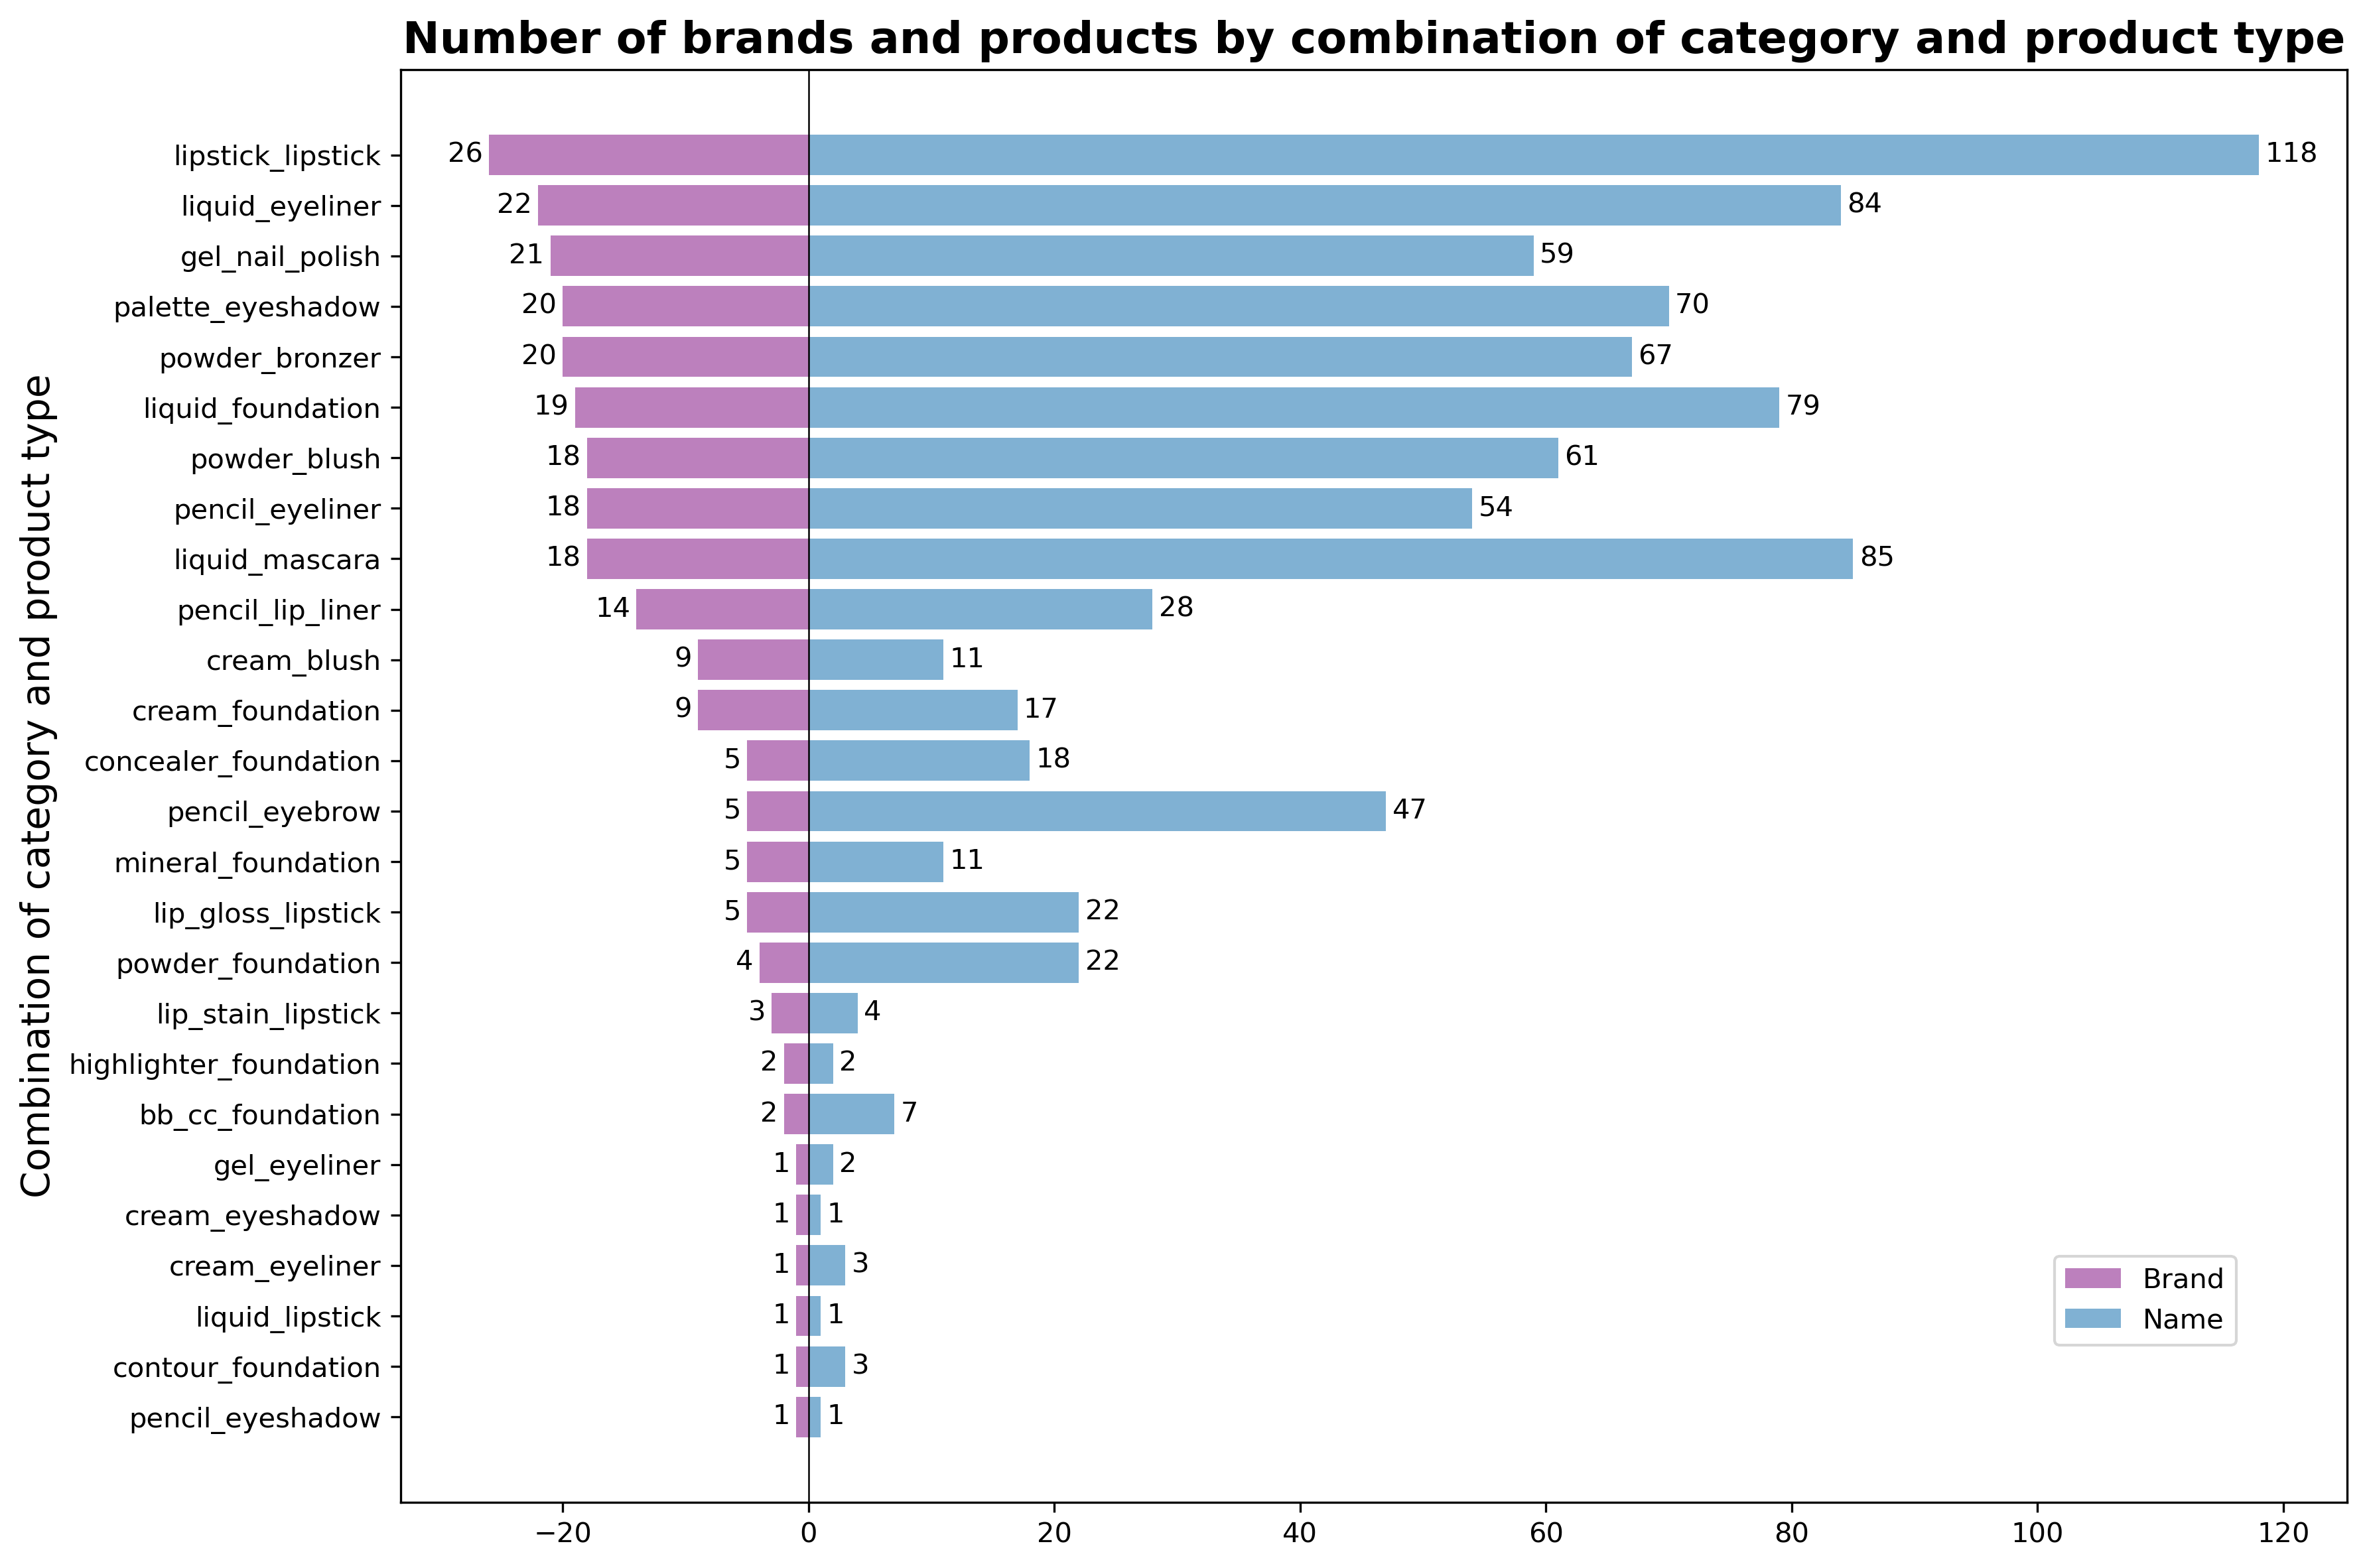 Number of brands and products by combination of category and product type
Combination of category and product type
lipstick_lipstick 26 118
liquid_eyeliner 22 84
gel_nail_polish 21 59
palette_eyeshadow 20 70
powder_bronzer 20 67
liquid_foundation 19 79
powder_blush 18 61
pencil_eyeliner 18 54
liquid_mascara 18 85
pencil_lip_liner 14 28
cream_blush 9 11
cream_foundation 9 17
concealer_foundation 5 18
pencil_eyebrow 5 47
mineral_foundation 5 11
lip_gloss_lipstick 5 22
powder_foundation 4 22
lip_stain_lipstick 3 4
highlighter_foundation 2 2
bb_cc_foundation 2 7
gel_eyeliner 1 2
cream_eyeshadow 1 1
cream_eyeliner 1 3
liquid_lipstick 1 1
contour_foundation 1 3
pencil_eyeshadow 1 1
Brand
Name
−20 0 20 40 60 80 100 120